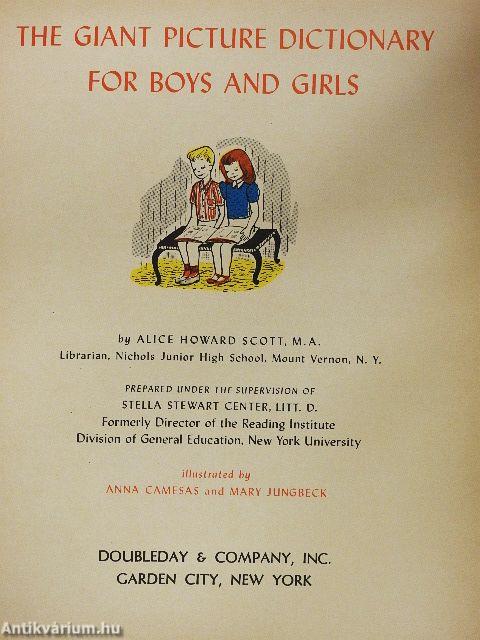 THE GIANT PICTURE DICTIONARY
FOR BOYS AND GIRLS
by ALICE HOWARD SCOTT, M.A.
Librarian, Nichols Junior High School, Mount Vernon, N. Y.
PREPARED UNDER THE SUPERVISION OF
STELLA STEWART CENTER, LITT. D.
Formerly Director of the Reading Institute
Division of General Education, New York University
illustrated by
ANNA CAMESAS and MARY JUNGBECK
DOUBLEDAY & COMPANY, INC.
GARDEN CITY, NEW YORK
Antikvárium.hu